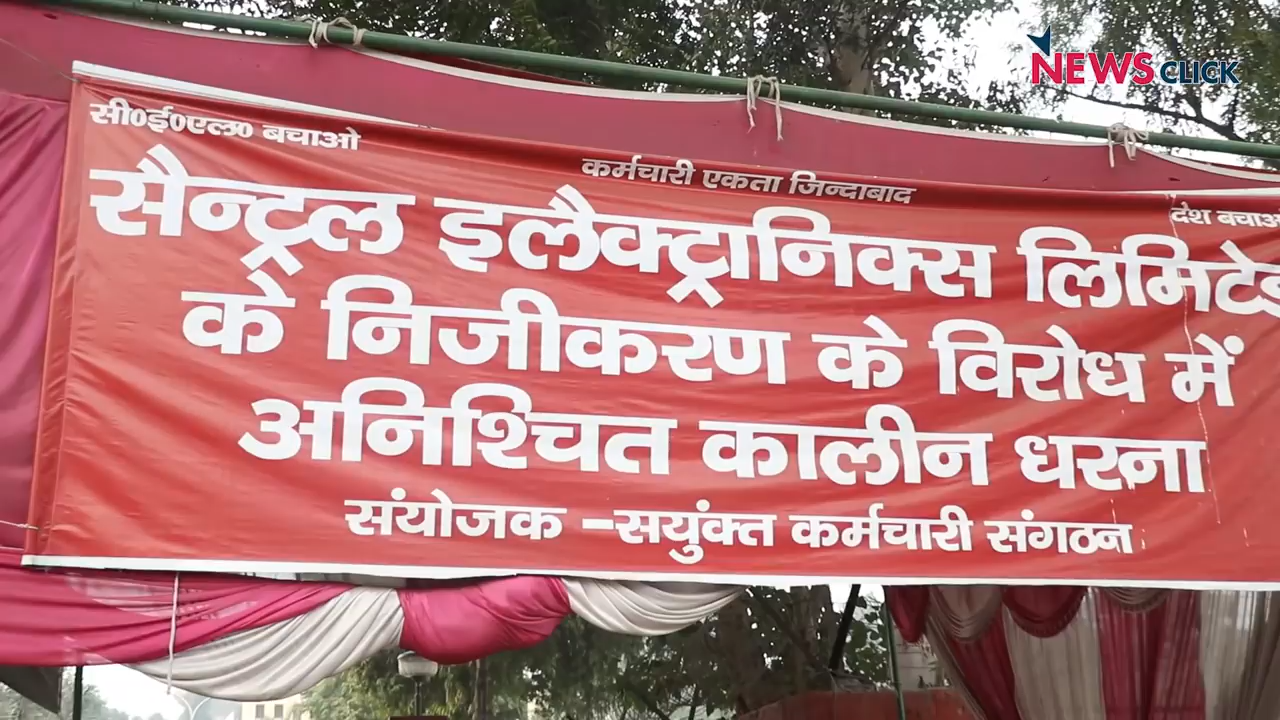 NEWSCLICK
सी०ई०एल० बचाओ
कर्मचारी एकता जिन्दाबाद
देश बचाओ
सैन्ट्रल इलैक्ट्रानिक्स लिमिटेड
के निजीकरण के विरोध में
अनिश्चित कालीन धरना
संयोजक –सयुंक्त कर्मचारी संगठन